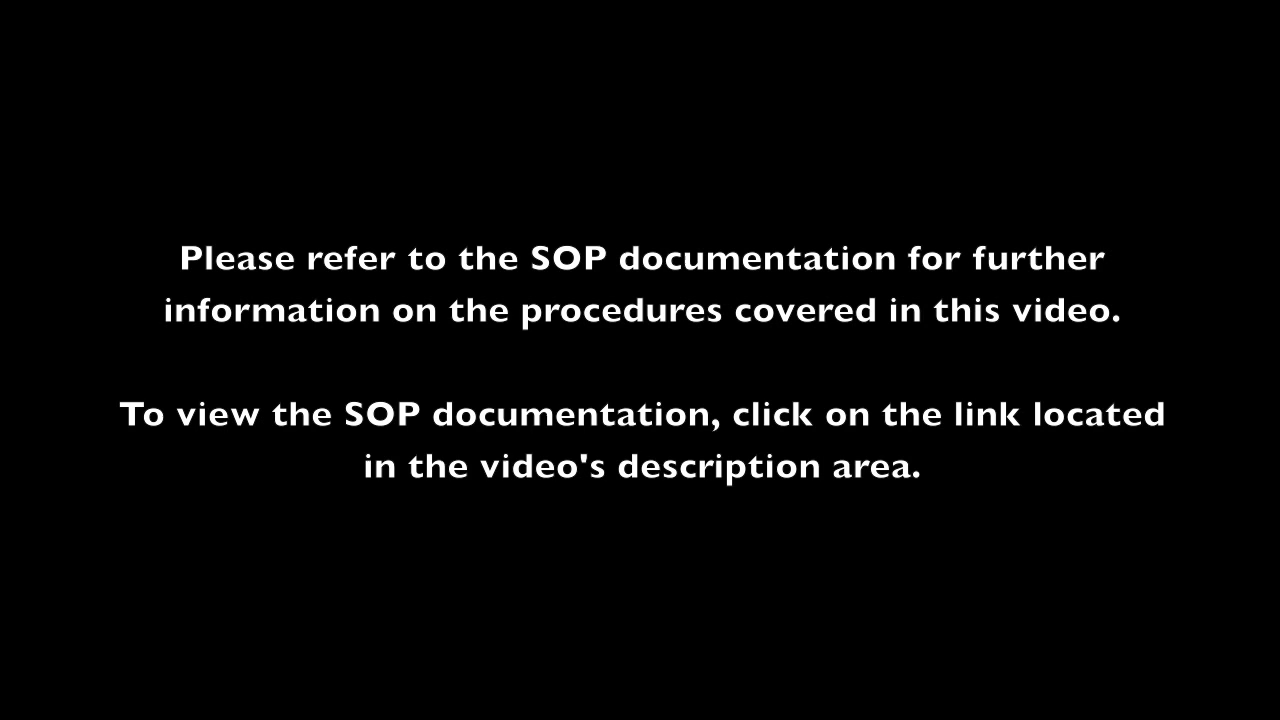 Please refer to the SOP documentation for further
information on the procedures covered in this video.
To view the SOP documentation, click on the link located
in the video's description area.